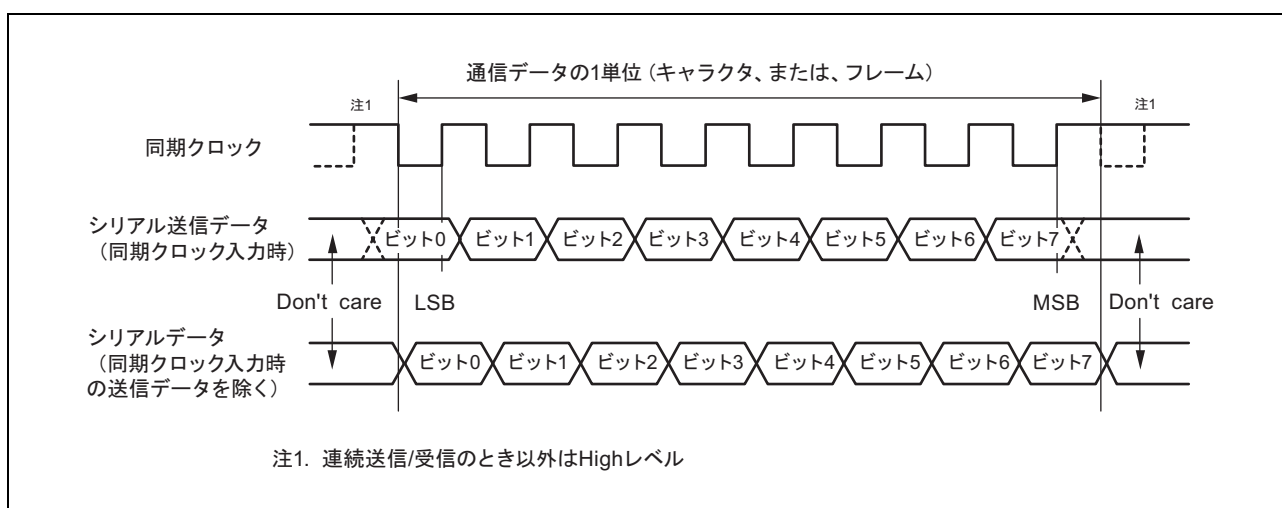 通信データの1単位（キャラクタ、または、フレーム）
注1
注1
同期クロック
シリアル送信データ
（同期クロック入力時）
ビット0
ビット1
ビット2
ビット3
ビット4
ビット5
ビット6
ビット7
Don't care
LSB
MSB
Don't care
シリアルデータ
（同期クロック入力時
の送信データを除く）
ビット0
ビット1
ビット2
ビット3
ビット4
ビット5
ビット6
ビット7
注1. 連続送信/受信のとき以外はHighレベル